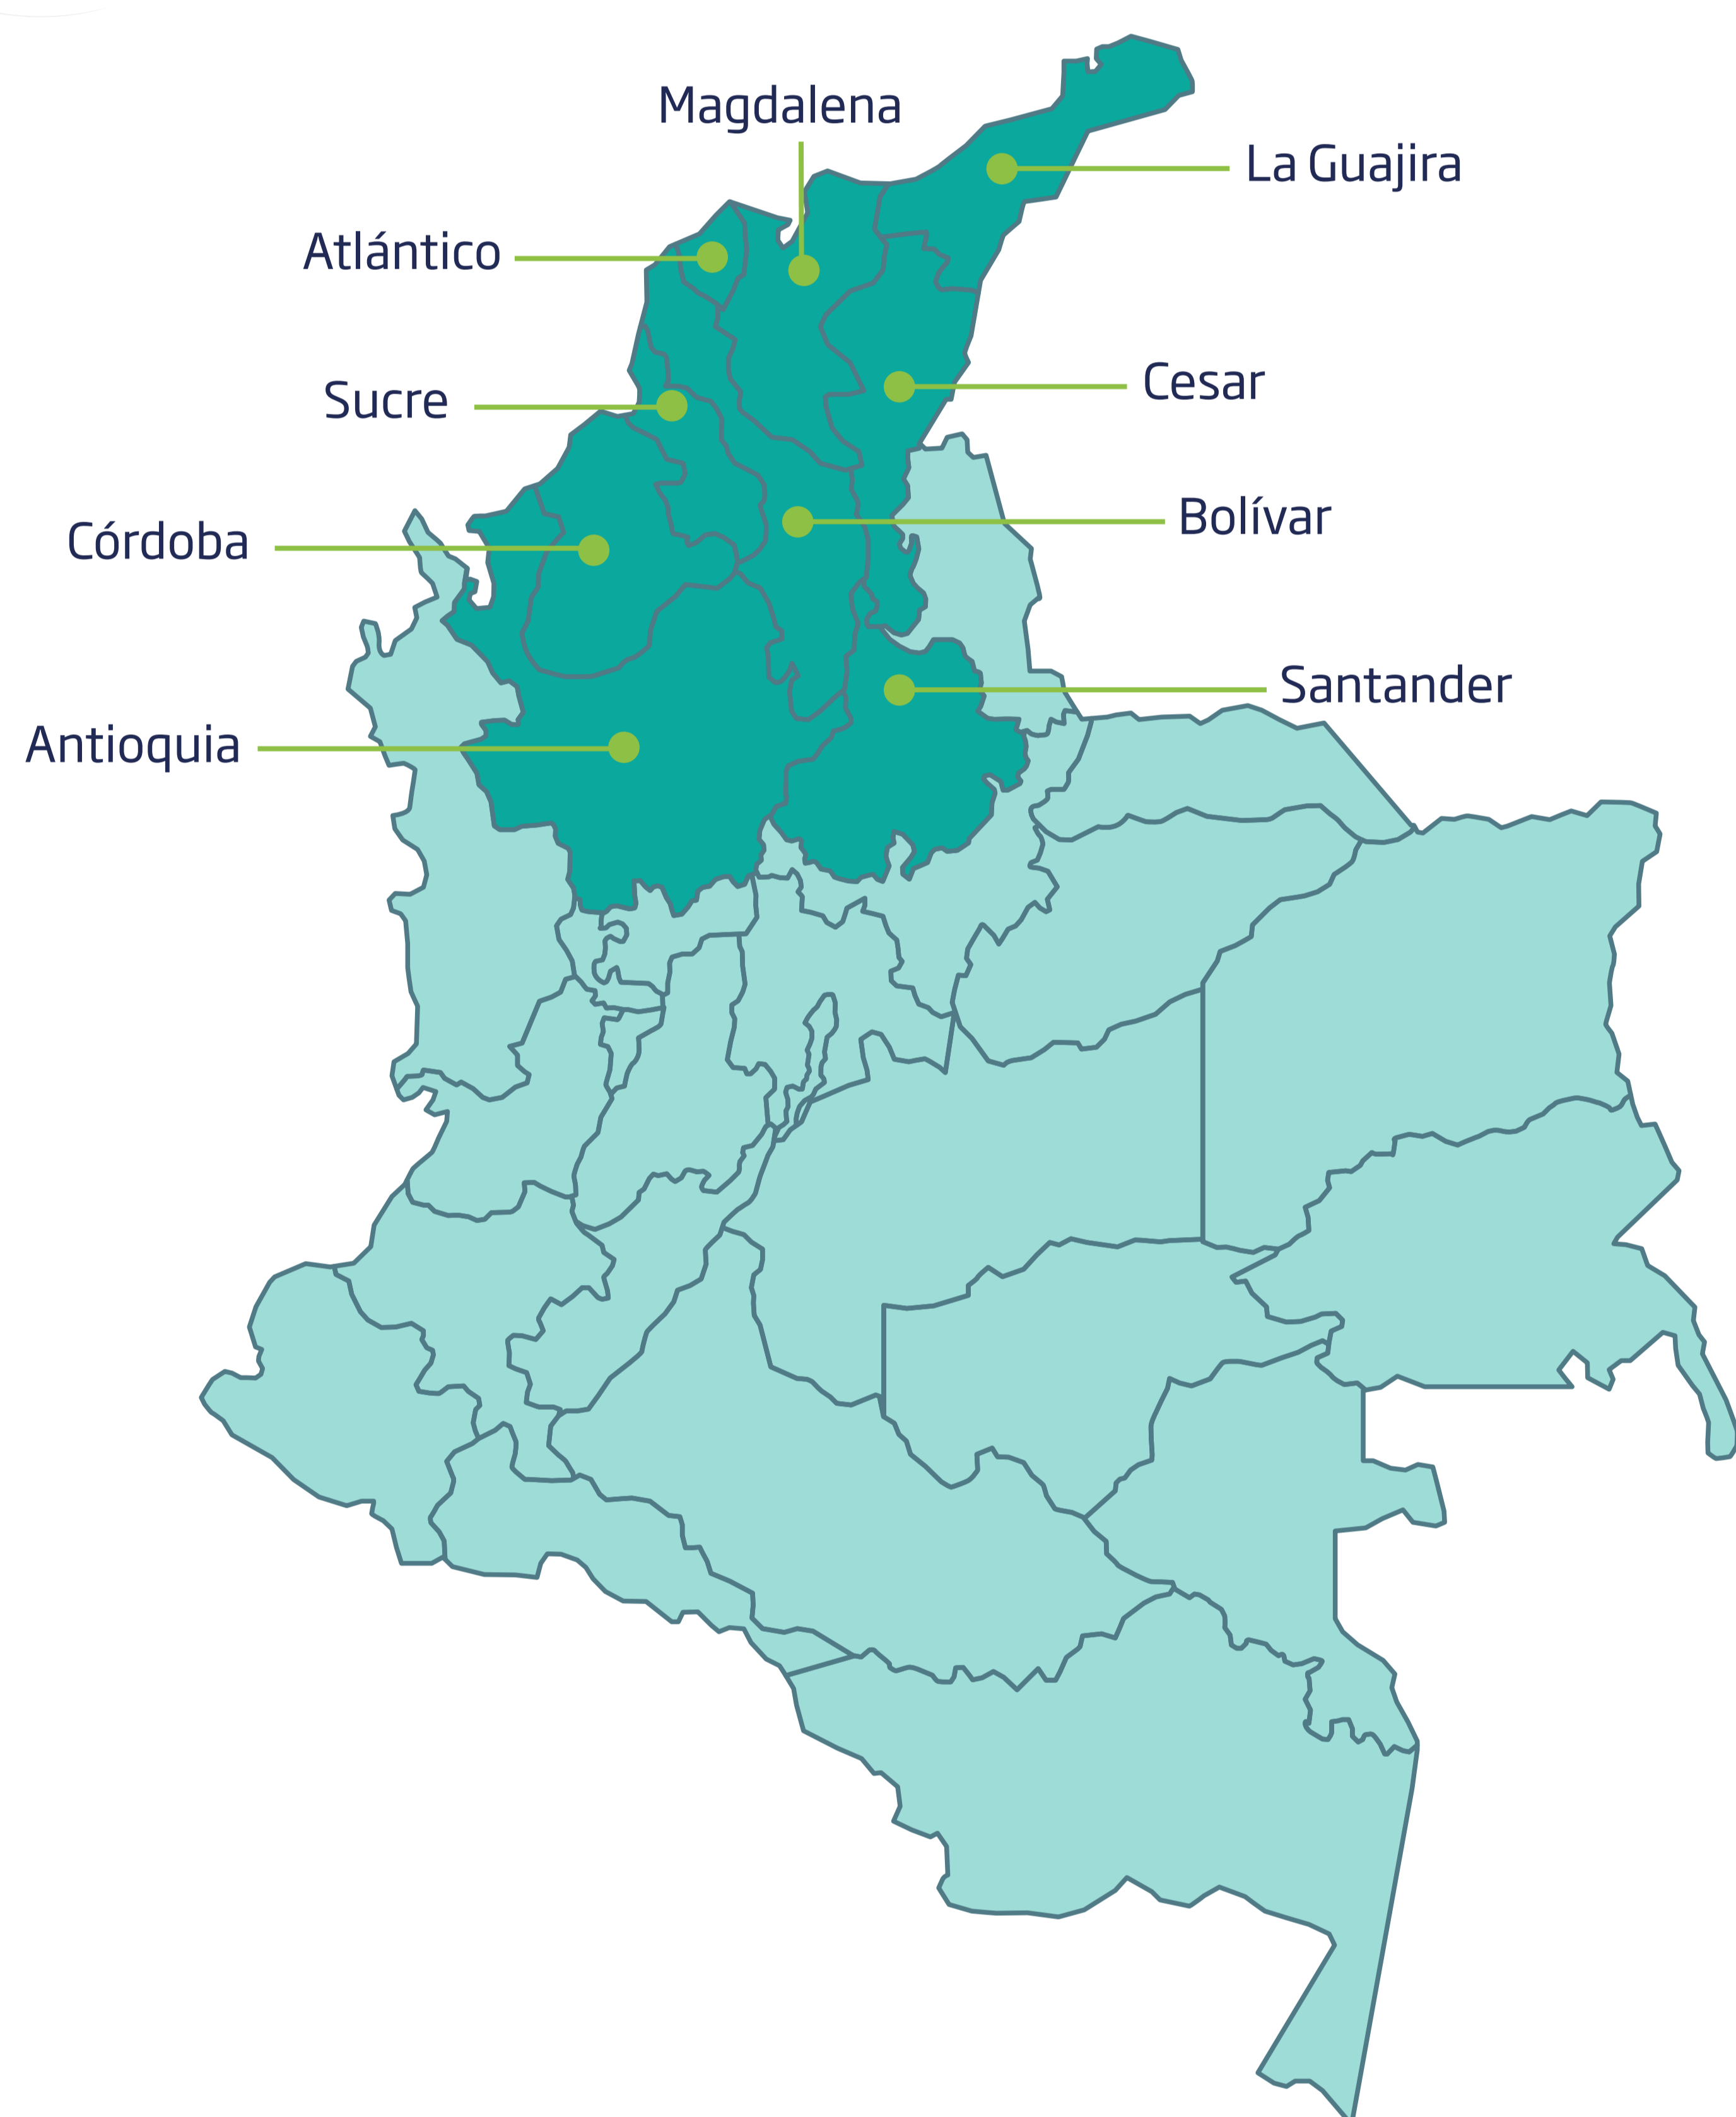 Magdalena
La Guajira
Atlántico
Cesar
Sucre
Bolívar
Córdoba
Santander
Antioquia